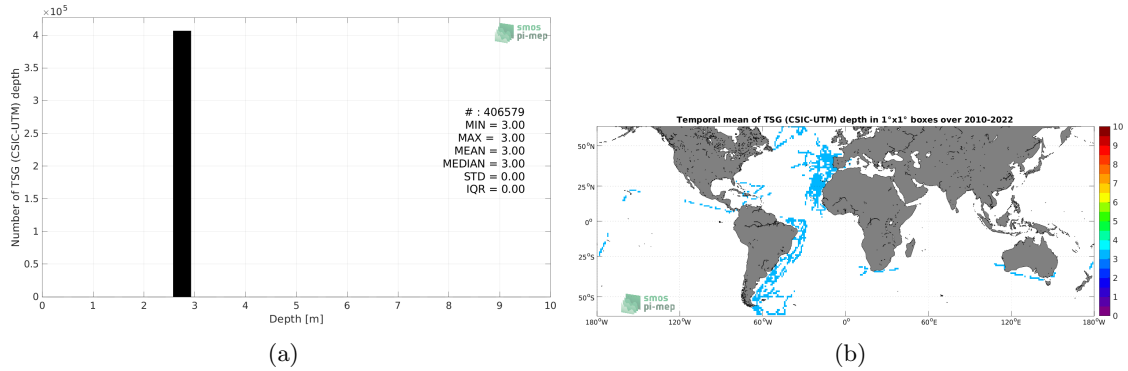 ×10⁵
4
3.5
3
2.5
2
1.5
1
0.5
0
0 1 2 3 4 5 6 7 8 9 10
Number of TSG (CSIC-UTM) depth
Depth [m]
smos
pi-mep
# : 406579
MIN = 3.00
MAX = 3.00
MEAN = 3.00
MEDIAN = 3.00
STD = 0.00
IQR = 0.00
(a)
Temporal mean of TSG (CSIC-UTM) depth in 1°x1° boxes over 2010-2022
50°N
25°N
0°
25°S
50°S
180°W 120°W 60°W 0° 60°E 120°E 180°W
smos
pi-mep
10
9
8
7
6
5
4
3
2
1
0
(b)